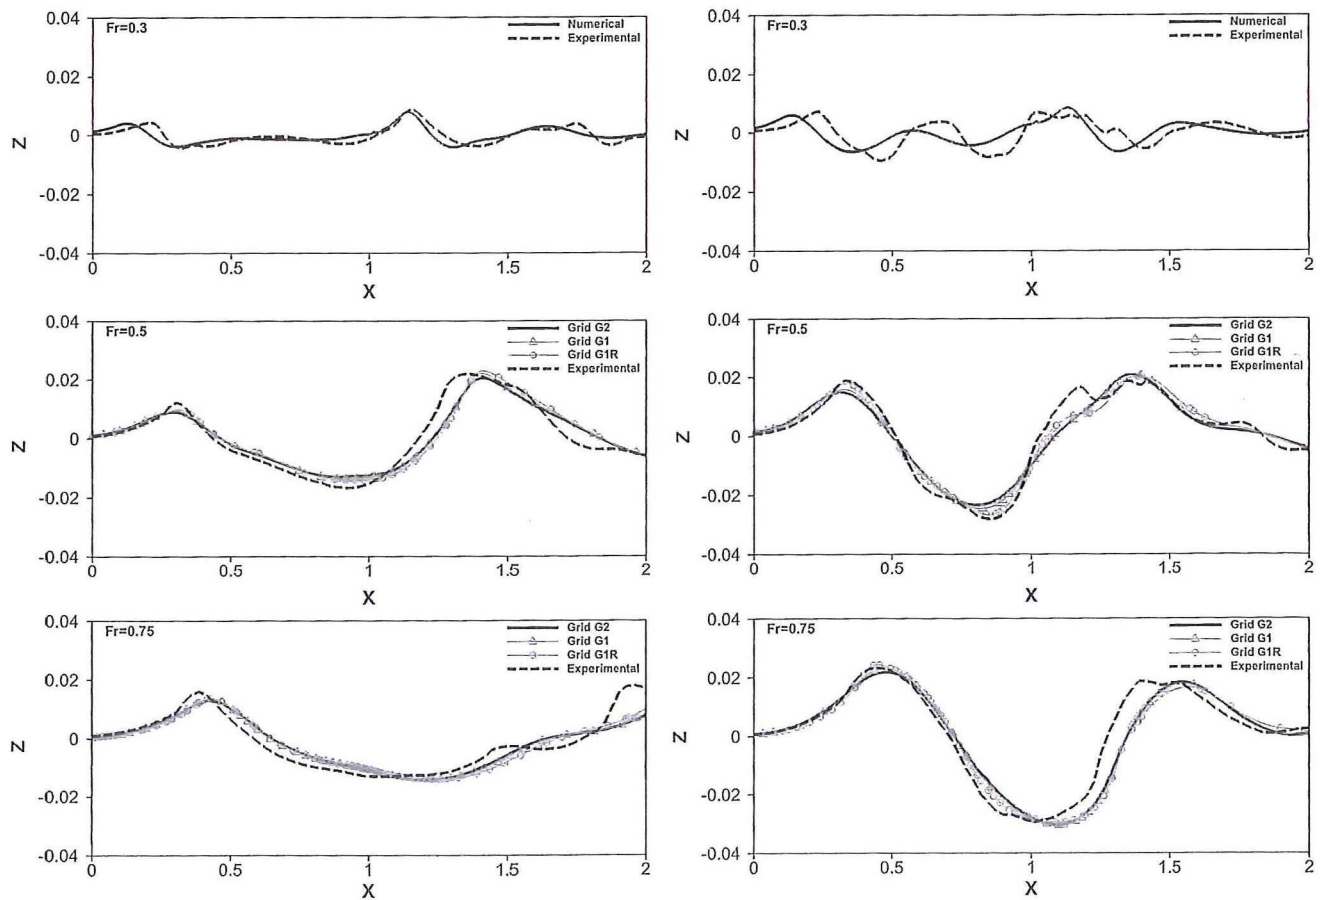 0.04
Fr=0.3
Numerical
Experimental
0.02
0
-0.02
-0.04
Z
0
0.5
1
1.5
2
X
0.04
Fr=0.3
Numerical
Experimental
0.02
0
-0.02
-0.04
Z
0
0.5
1
1.5
2
X
0.04
Fr=0.5
Grid G2
Grid G1
Grid G1R
Experimental
0.02
0
-0.02
-0.04
Z
0
0.5
1
1.5
2
X
0.04
Fr=0.5
Grid G2
Grid G1
Grid G1R
Experimental
0.02
0
-0.02
-0.04
Z
0
0.5
1
1.5
2
X
0.04
Fr=0.75
Grid G2
Grid G1
Grid G1R
Experimental
0.02
0
-0.02
-0.04
Z
0
0.5
1
1.5
2
X
0.04
Fr=0.75
Grid G2
Grid G1
Grid G1R
Experimental
0.02
0
-0.02
-0.04
Z
0
0.5
1
1.5
2
X